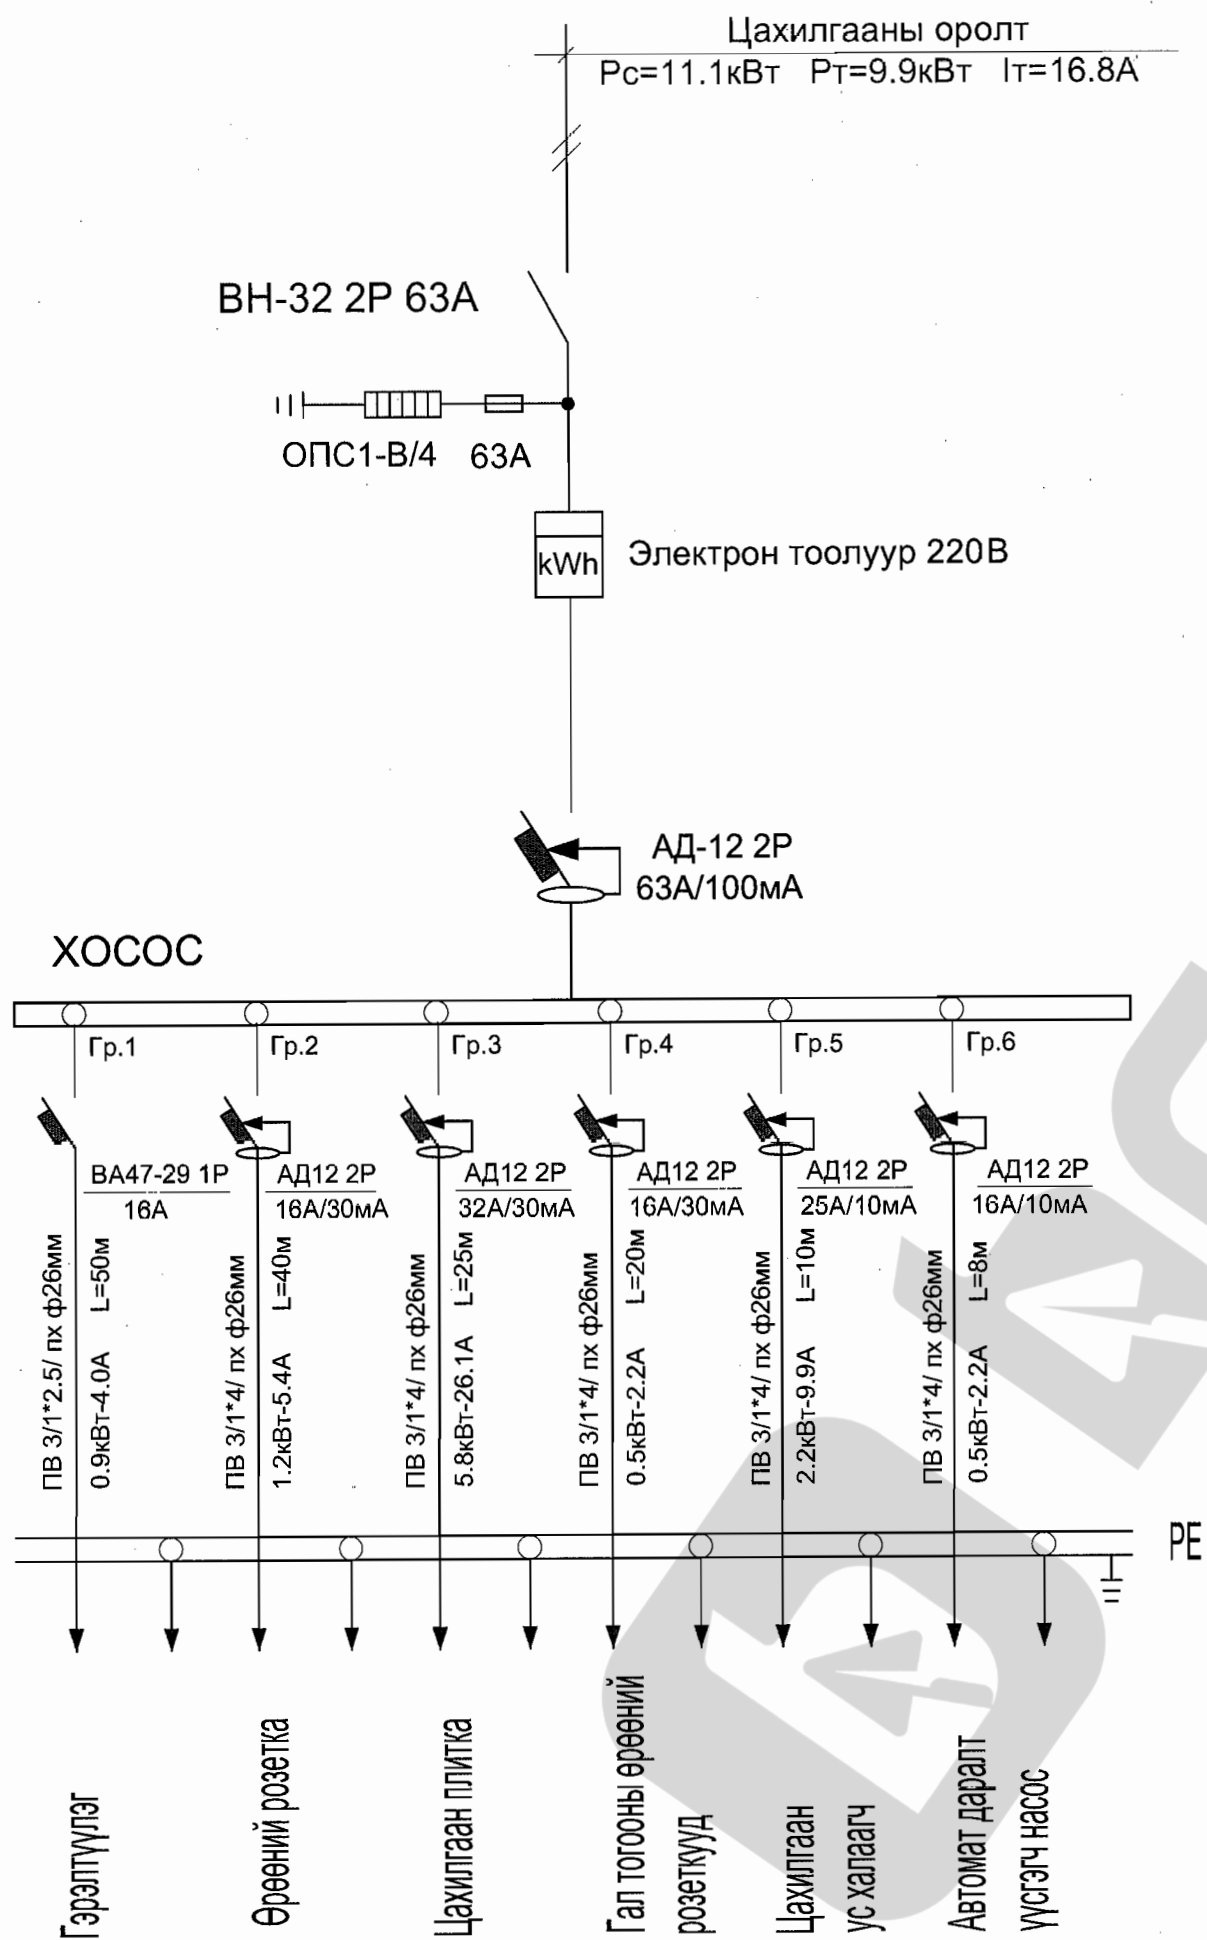 Цахилгааны оролт
Рс=11.1кВт Рт=9.9кВт Iт=16.8А
ВН-32 2Р 63А
ОПС1-В/4 63А
kWh
Электрон тоолуур 220В
АД-12 2Р
63А/100мА
ХОСОС
Гр.1
Гр.2
Гр.3
Гр.4
Гр.5
Гр.6
ВА47-29 1Р
16А
АД12 2Р
16А/30мА
АД12 2Р
32А/30мА
АД12 2Р
16А/30мА
АД12 2Р
25А/10мА
АД12 2Р
16А/10мА
ПВ 3/1*2.5/ пх ф26мм
0.9кВт-4.0А L=50м
ПВ 3/1*4/ пх ф26мм
1.2кВт-5.4А L=40м
ПВ 3/1*4/ пх ф26мм
5.8кВт-26.1А L=25м
ПВ 3/1*4/ пх ф26мм
0.5кВт-2.2А L=20м
ПВ 3/1*4/ пх ф26мм
2.2кВт-9.9А L=10м
ПВ 3/1*4/ пх ф26мм
0.5кВт-2.2А L=8м
РЕ
Гэрэлтүүлэг
Өрөөний розетка
Цахилгаан плитка
Гал тогооны өрөөний
розеткууд
Цахилгаан
ус халаагч
Автомат даралт
үүсгэгч насос